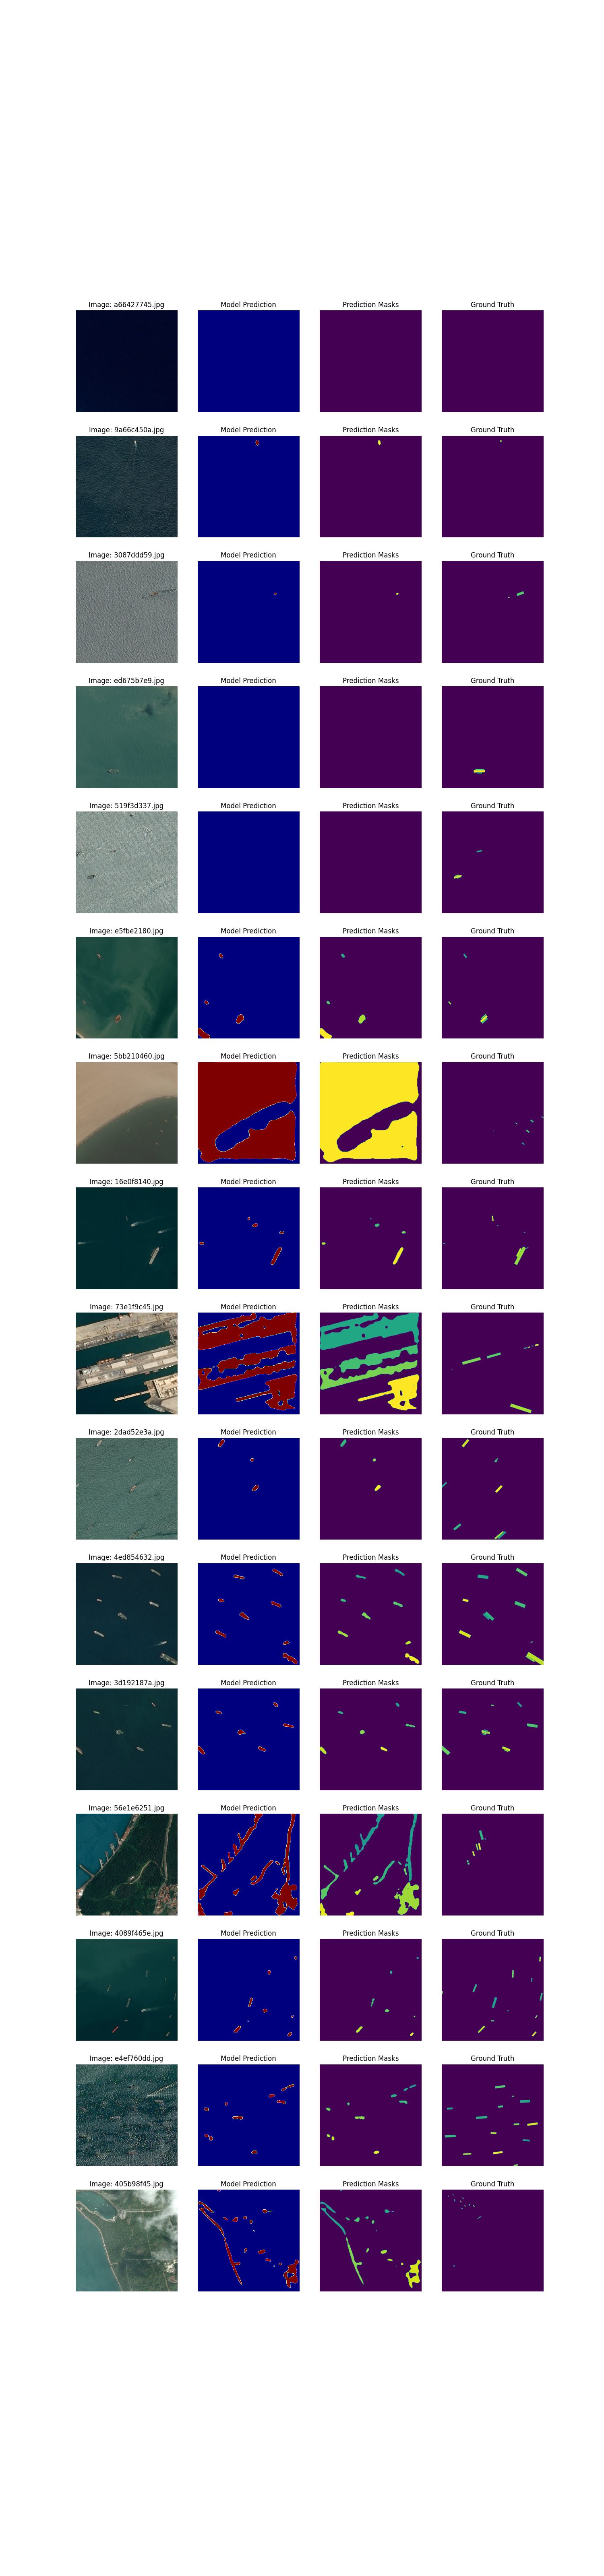 Image: a66427745.jpg Model Prediction Prediction Masks Ground Truth
Image: 9a66c450a.jpg Model Prediction Prediction Masks Ground Truth
Image: 3087ddd59.jpg Model Prediction Prediction Masks Ground Truth
Image: ed675b7e9.jpg Model Prediction Prediction Masks Ground Truth
Image: 519f3d337.jpg Model Prediction Prediction Masks Ground Truth
Image: e5fbe2180.jpg Model Prediction Prediction Masks Ground Truth
Image: 5bb210460.jpg Model Prediction Prediction Masks Ground Truth
Image: 16e0f8140.jpg Model Prediction Prediction Masks Ground Truth
Image: 73e1f9c45.jpg Model Prediction Prediction Masks Ground Truth
Image: 2dad52e3a.jpg Model Prediction Prediction Masks Ground Truth
Image: 4ed854632.jpg Model Prediction Prediction Masks Ground Truth
Image: 3d192187a.jpg Model Prediction Prediction Masks Ground Truth
Image: 56e1e6251.jpg Model Prediction Prediction Masks Ground Truth
Image: 4089f465e.jpg Model Prediction Prediction Masks Ground Truth
Image: e4ef760dd.jpg Model Prediction Prediction Masks Ground Truth
Image: 405b98f45.jpg Model Prediction Prediction Masks Ground Truth